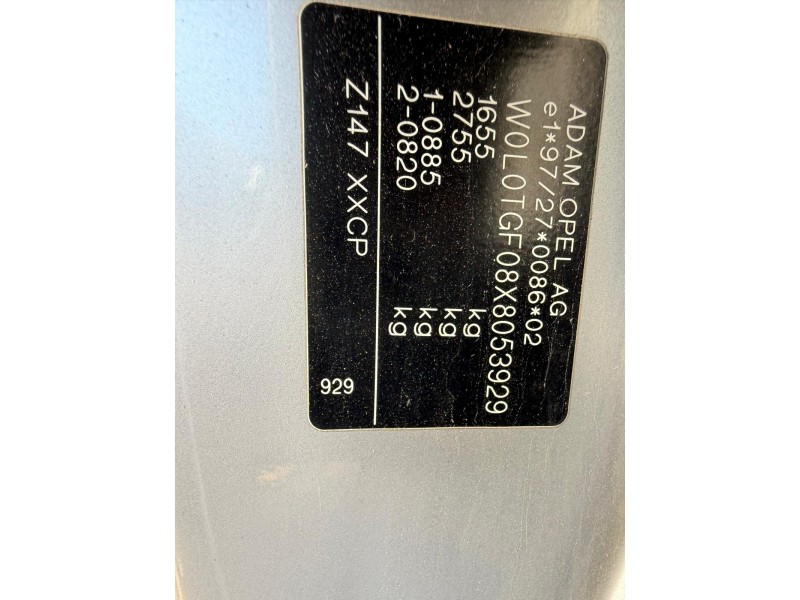 ADAM OPEL AG
e1*97/27*0086*02
W0L0TGF08X8053929
1655 kg
2755 kg
1-0885 kg
2-0820 kg
Z147 XXCP 929